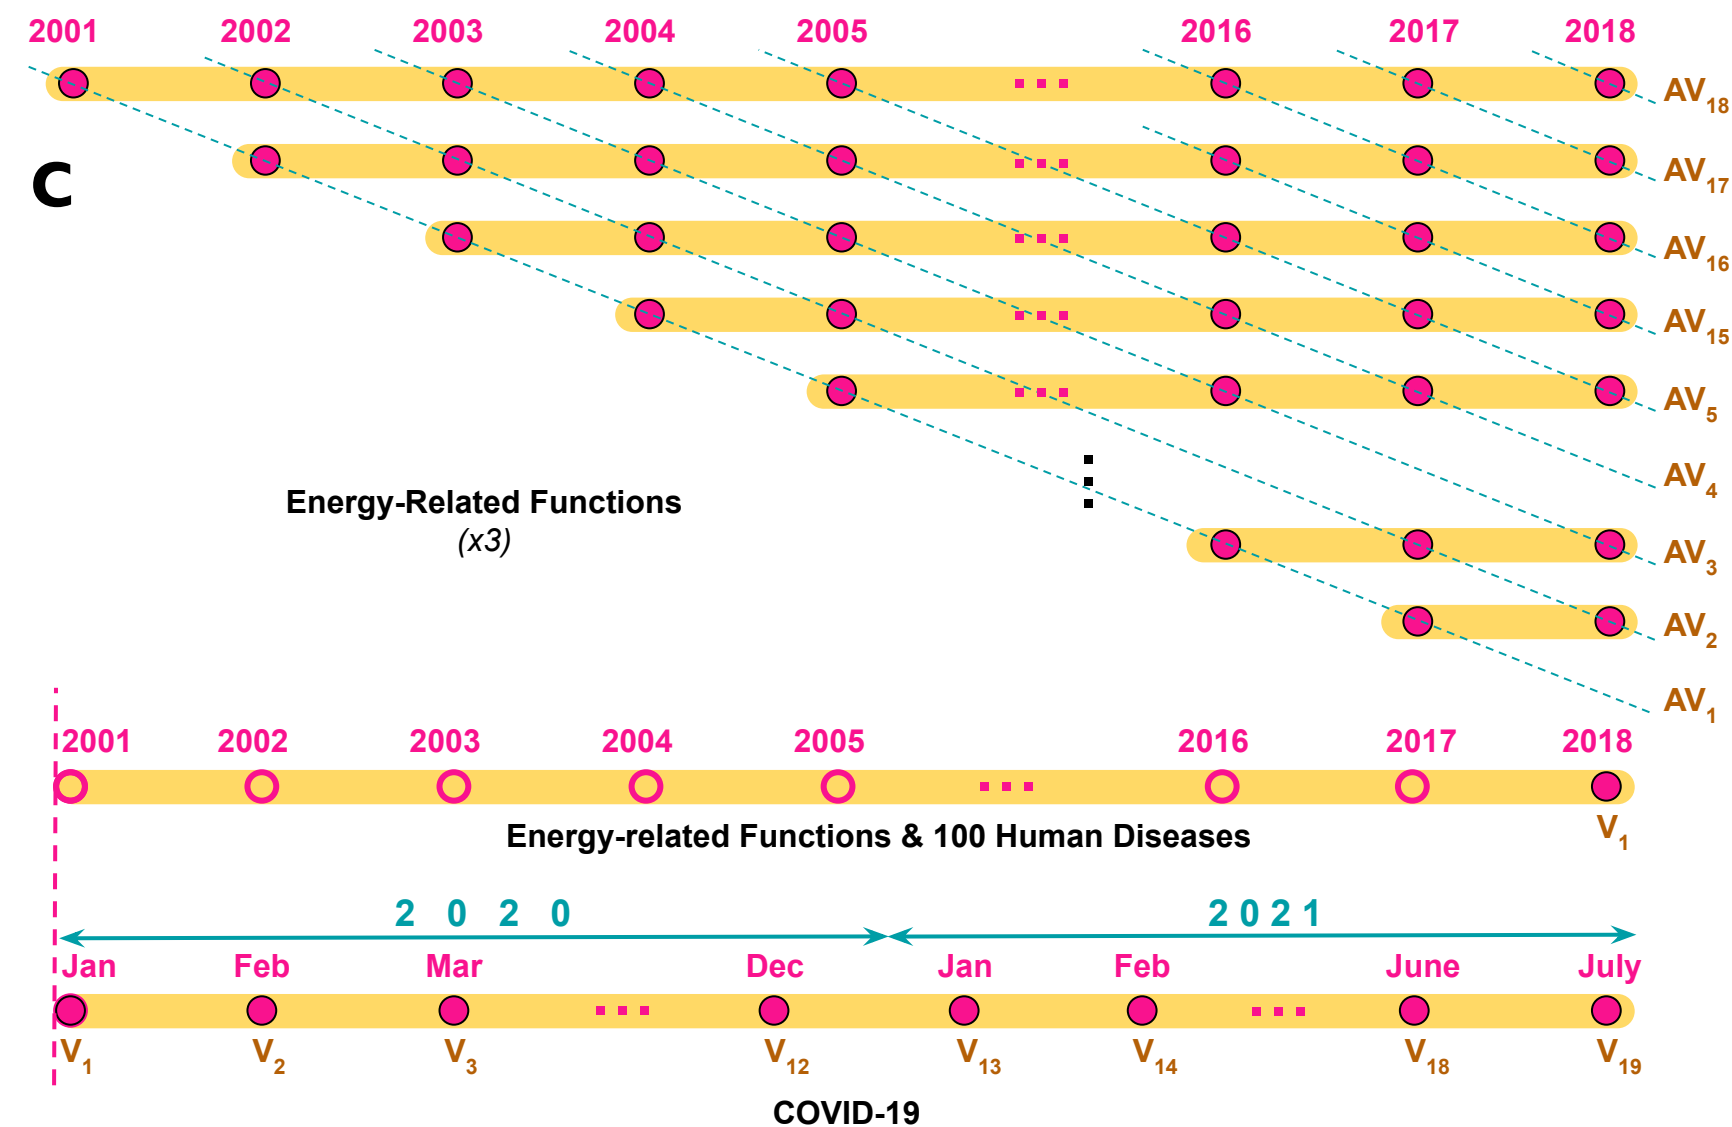 2001 2002 2003 2004 2005 2016 2017 2018
AV18
C
AV17
AV16
AV15
AV5
AV4
Energy-Related Functions
(x3)
AV3
AV2
AV1
2001 2002 2003 2004 2005 2016 2017 2018
V1
Energy-related Functions & 100 Human Diseases
2 0 2 0 2 0 2 1
Jan Feb Mar Dec Jan Feb June July
V1 V2 V3 V12 V13 V14 V18 V19
COVID-19